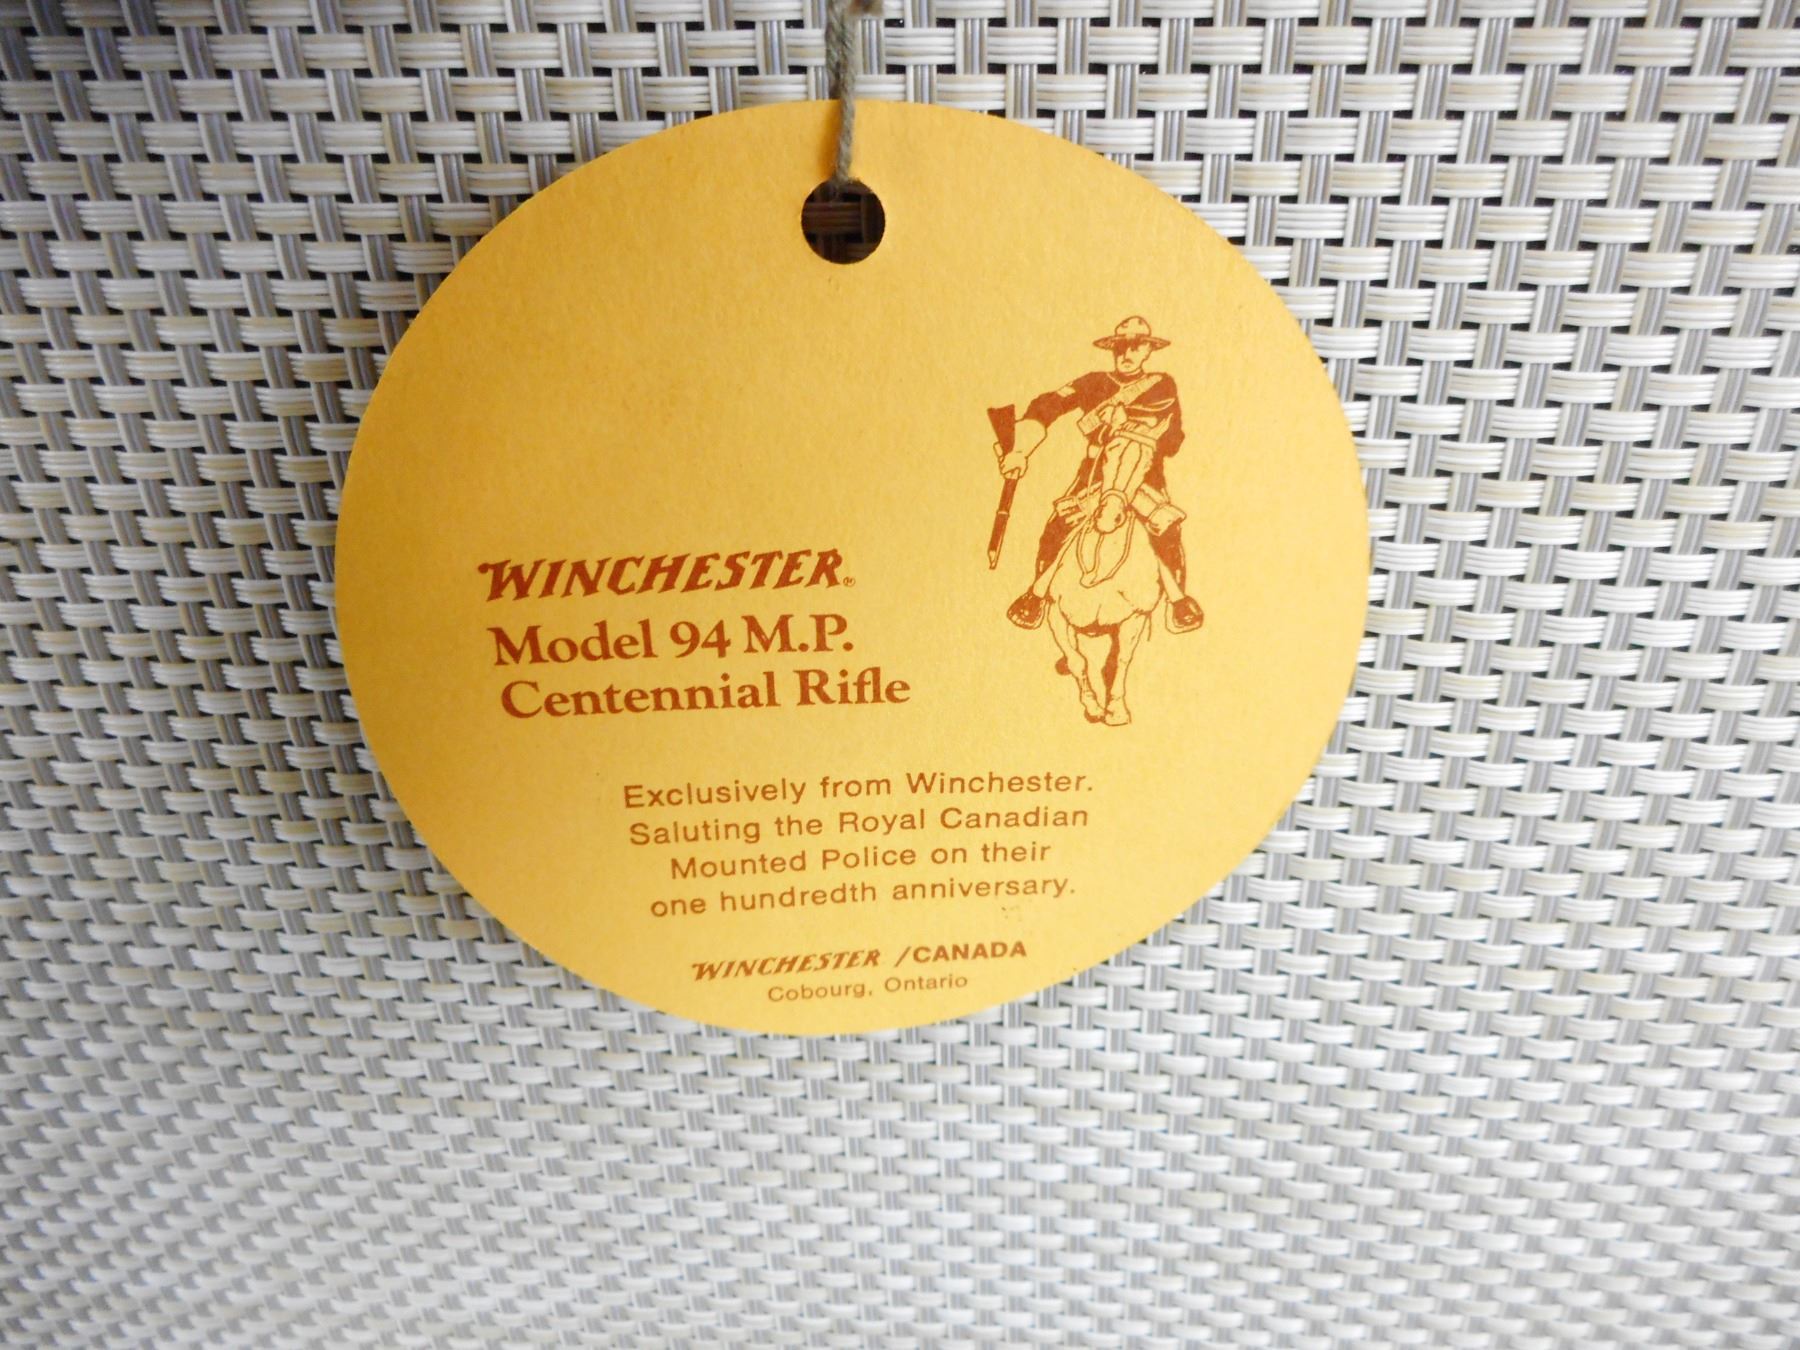 WINCHESTER®
Model 94 M.P.
Centennial Rifle
Exclusively from Winchester.
Saluting the Royal Canadian
Mounted Police on their
one hundredth anniversary.
WINCHESTER /CANADA
Cobourg, Ontario